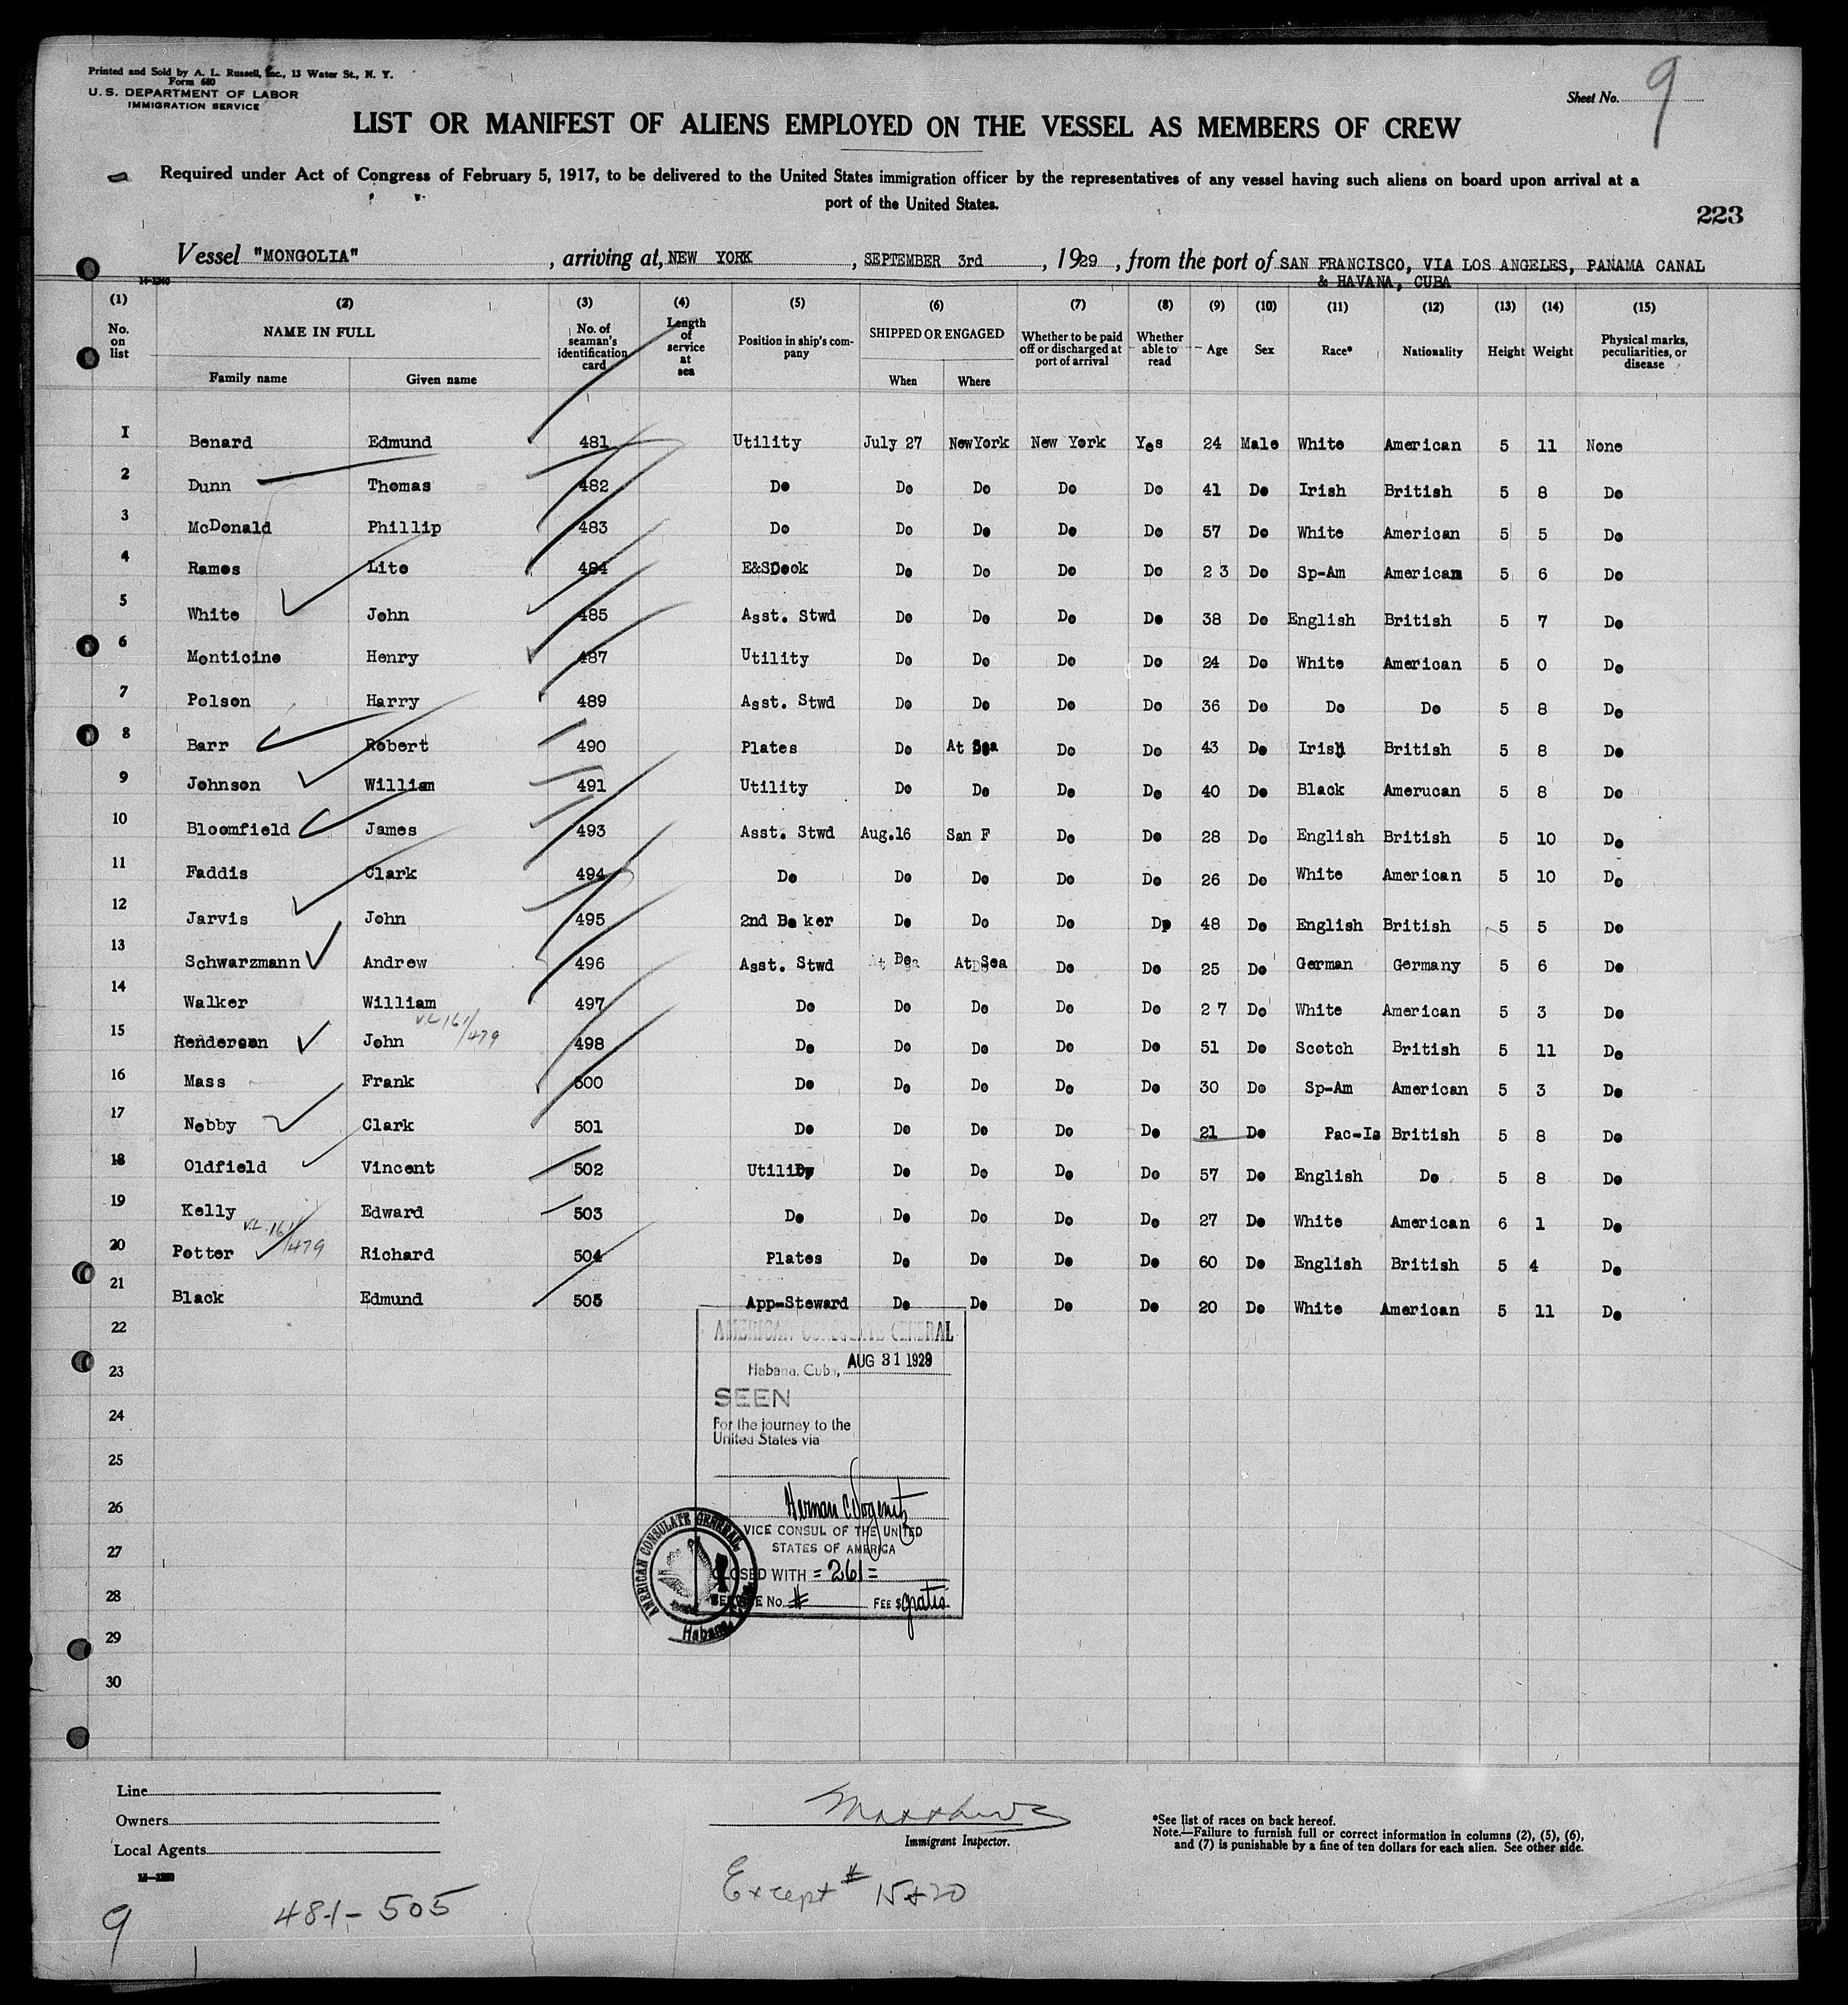 Printed and Sold by A. L. Russell, Inc., 13 Water St., N. Y.
Form 680
U. S. DEPARTMENT OF LABOR
IMMIGRATION SERVICE
Sheet No. 9
LIST OR MANIFEST OF ALIENS EMPLOYED ON THE VESSEL AS MEMBERS OF CREW
Required under Act of Congress of February 5, 1917, to be delivered to the United States immigration officer by the representatives of any vessel having such aliens on board upon arrival at a
port of the United States.
223
Vessel "MONGOLIA", arriving at, NEW YORK, SEPTEMBER 3rd, 1929, from the port of SAN FRANCISCO, VIA LOS ANGELES, PANAMA CANAL
& HAVANA, CUBA
(1) (2) (3) (4) (5) (6) (7) (8) (9) (10) (11) (12) (13) (14) (15)
No. on list NAME IN FULL No. of seaman's identification card Length of service at sea Position in ship's company SHIPPED OR ENGAGED Whether to be paid off or discharged at port of arrival Whether able to read Age Sex Race* Nationality Height Weight Physical marks, peculiarities, or disease
Family name Given name When Where
I Benard Edmund 481 Utility July 27 NewYork New York Yes 24 Male White American 5 11 None
2 Dunn Thomas 482 Do Do Do Do Do 41 Do Irish British 5 8 Do
3 McDonald Phillip 483 Do Do Do Do Do 57 Do White American 5 5 Do
4 Rames Lito 484 E&SDock Do Do Do Do 2 3 Do Sp-Am American 5 6 Do
5 White John 485 Asst. Stwd Do Do Do Do 38 Do English British 5 7 Do
6 Monticine Henry 487 Utility Do Do Do Do 24 Do White American 5 0 Do
7 Polson Harry 489 Asst. Stwd Do Do Do Do 36 Do Do Do 5 8 Do
8 Barr Robert 490 Plates Do At Sea Do Do 43 Do Irish British 5 8 Do
9 Johnson William 491 Utility Do Do Do Do 40 Do Black Amerucan 5 8 Do
10 Bloomfield James 493 Asst. Stwd Aug.16 San F Do Do 28 Do English British 5 10 Do
11 Faddis Clark 494 Do Do Do Do Do 26 Do White American 5 10 Do
12 Jarvis John 495 2nd Baker Do Do Do Dp 48 Do English British 5 5 Do
13 Schwarzmann Andrew 496 Asst. Stwd Do At Sea Do Do 25 Do German Germany 5 6 Do
14 Walker William 497 Do Do Do Do Do 2 7 Do White American 5 3 Do
V.L 161/479
15 Henderson John 498 Do Do Do Do Do 51 Do Scotch British 5 11 Do
16 Mass Frank 500 Do Do Do Do Do 30 Do Sp-Am American 5 3 Do
17 Nobby Clark 501 Do Do Do Do Do 21 Do Pac-Is British 5 8 Do
18 Oldfield Vincent 502 Utility Do Do Do Do 57 Do English Do 5 8 Do
19 Kelly Edward 503 Do Do Do Do Do 27 Do White American 6 1 Do
V.L. 161/479
20 Potter Richard 504 Plates Do Do Do Do 60 Do English British 5 4 Do
21 Black Edmund 505 App-Steward Do Do Do Do 20 Do White American 5 11 Do
22
23
24
25
26
27
28
29
30
AMERICAN CONSULATE GENERAL
Habana, Cuba, AUG 31 1929
SEEN
For the journey to the
United States via
VICE CONSUL OF THE UNITED
STATES OF AMERICA
CLOSED WITH = 261 =
SERVICE No. # FEE $ gratis
AMERICAN CONSULATE GENERAL, Habana
Line
Owners
Local Agents
Immigrant Inspector.
Except # 15 & 20
*See list of races on back hereof.
Note.—Failure to furnish full or correct information in columns (2), (5), (6),
and (7) is punishable by a fine of ten dollars for each alien. See other side.
9
481-505